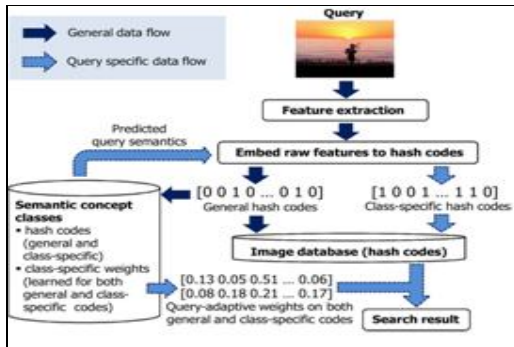 Query
General data flow
Query specific data flow
Feature extraction
Predicted
query semantics
Embed raw features to hash codes
[0 0 1 0 ... 0 1 0]
General hash codes
[1 0 0 1 ... 1 1 0]
Class-specific hash codes
Semantic concept
classes
• hash codes
(general and
class-specific)
• class-specific weights
(learned for both
general and class-
specific codes)
Image database (hash codes)
[0.13 0.05 0.51 ... 0.06]
[0.08 0.18 0.21 ... 0.17]
Query-adaptive weights on both
general and class-specific codes
Search result